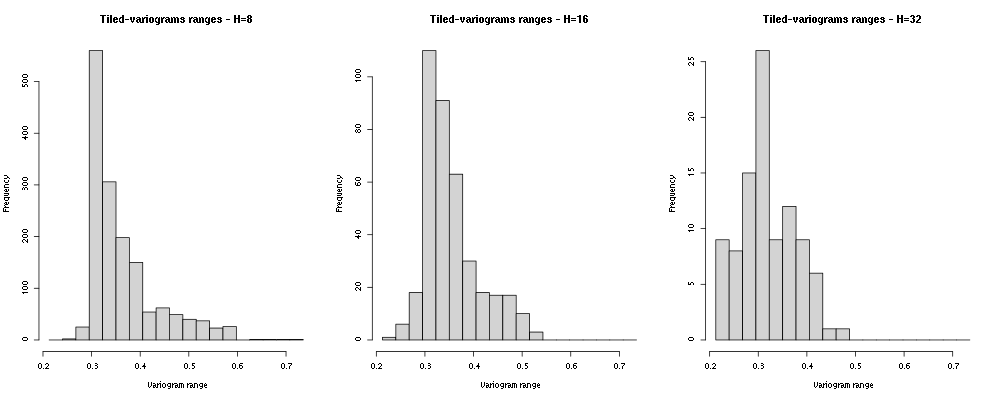 Tiled-variograms ranges - H=8
Frequency
500
400
300
200
100
0
0.2 0.3 0.4 0.5 0.6 0.7
Variogram range
Tiled-variograms ranges - H=16
Frequency
100
80
60
40
20
0
0.2 0.3 0.4 0.5 0.6 0.7
Variogram range
Tiled-variograms ranges - H=32
Frequency
25
20
15
10
5
0
0.2 0.3 0.4 0.5 0.6 0.7
Variogram range